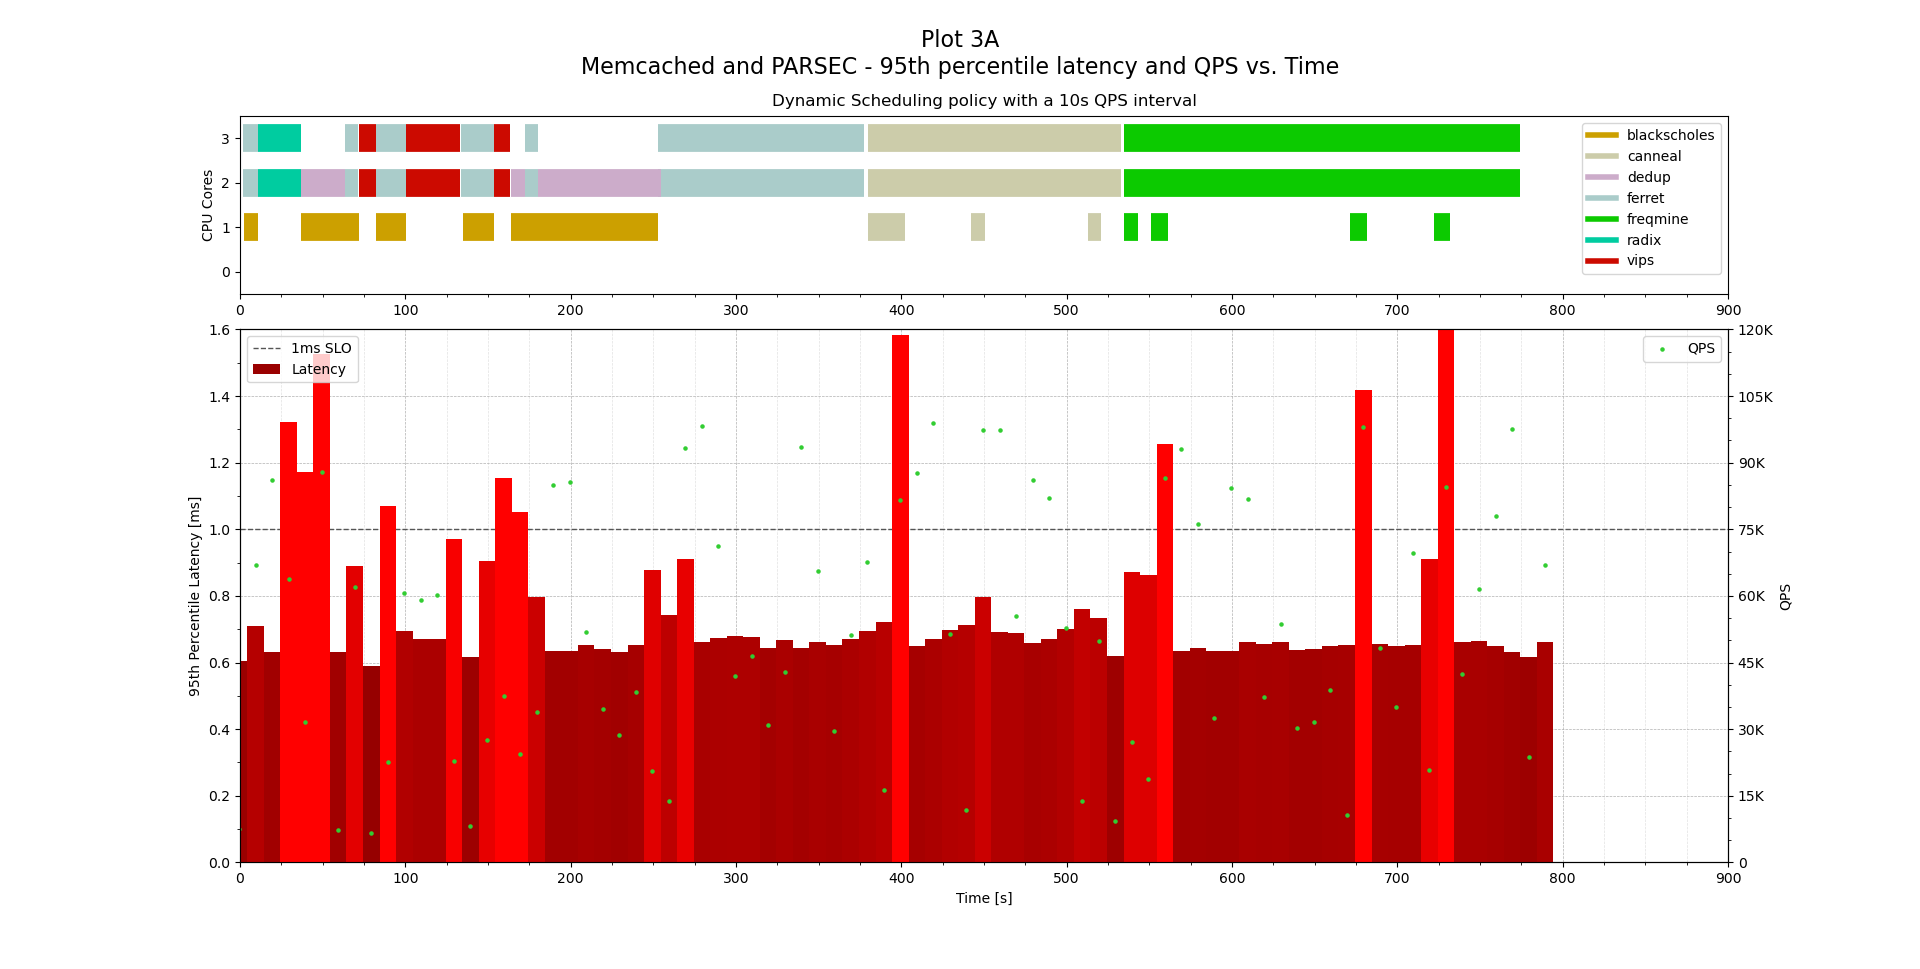 Plot 3A
Memcached and PARSEC - 95th percentile latency and QPS vs. Time
Dynamic Scheduling policy with a 10s QPS interval
CPU Cores
3
2
1
0
blackscholes
canneal
dedup
ferret
freqmine
radix
vips
0 100 200 300 400 500 600 700 800 900
95th Percentile Latency [ms]
1.6
1.4
1.2
1.0
0.8
0.6
0.4
0.2
0.0
1ms SLO
Latency
QPS
120K
105K
90K
75K
60K
45K
30K
15K
0
QPS
0 100 200 300 400 500 600 700 800 900
Time [s]